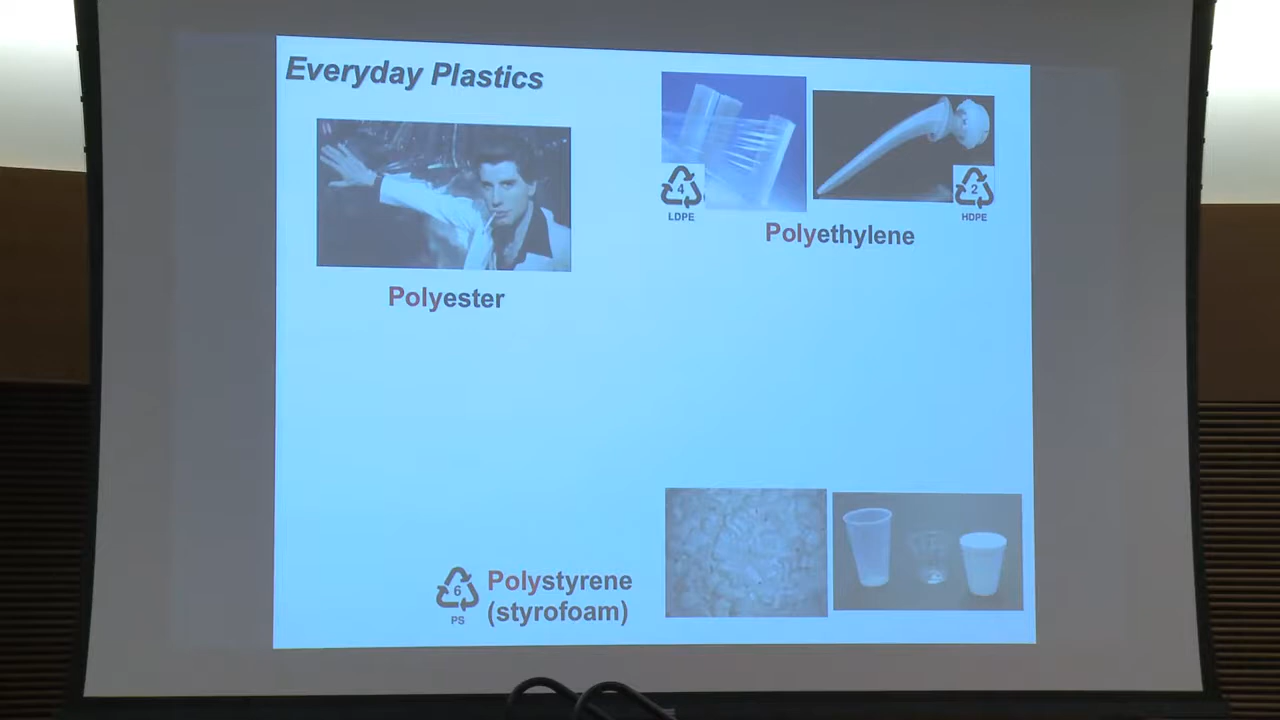 Everyday Plastics
4
LDPE
2
HDPE
Polyethylene
Polyester
6
PS
Polystyrene
(styrofoam)